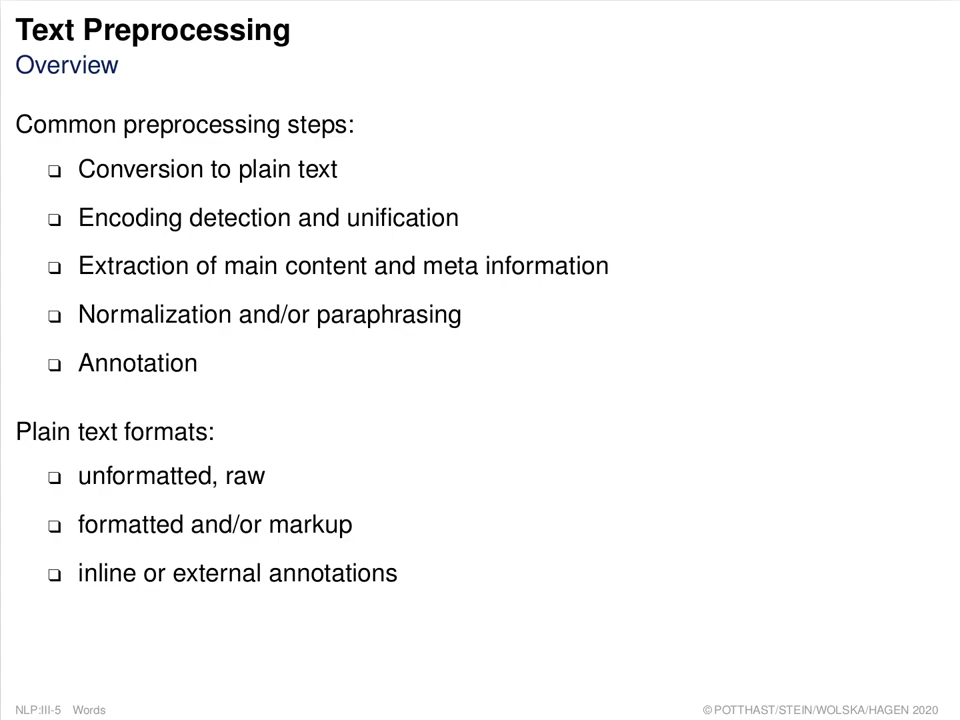 Text Preprocessing
Overview
Common preprocessing steps:
❑ Conversion to plain text
❑ Encoding detection and unification
❑ Extraction of main content and meta information
❑ Normalization and/or paraphrasing
❑ Annotation
Plain text formats:
❑ unformatted, raw
❑ formatted and/or markup
❑ inline or external annotations
NLP:III-5 Words
© POTTHAST/STEIN/WOLSKA/HAGEN 2020